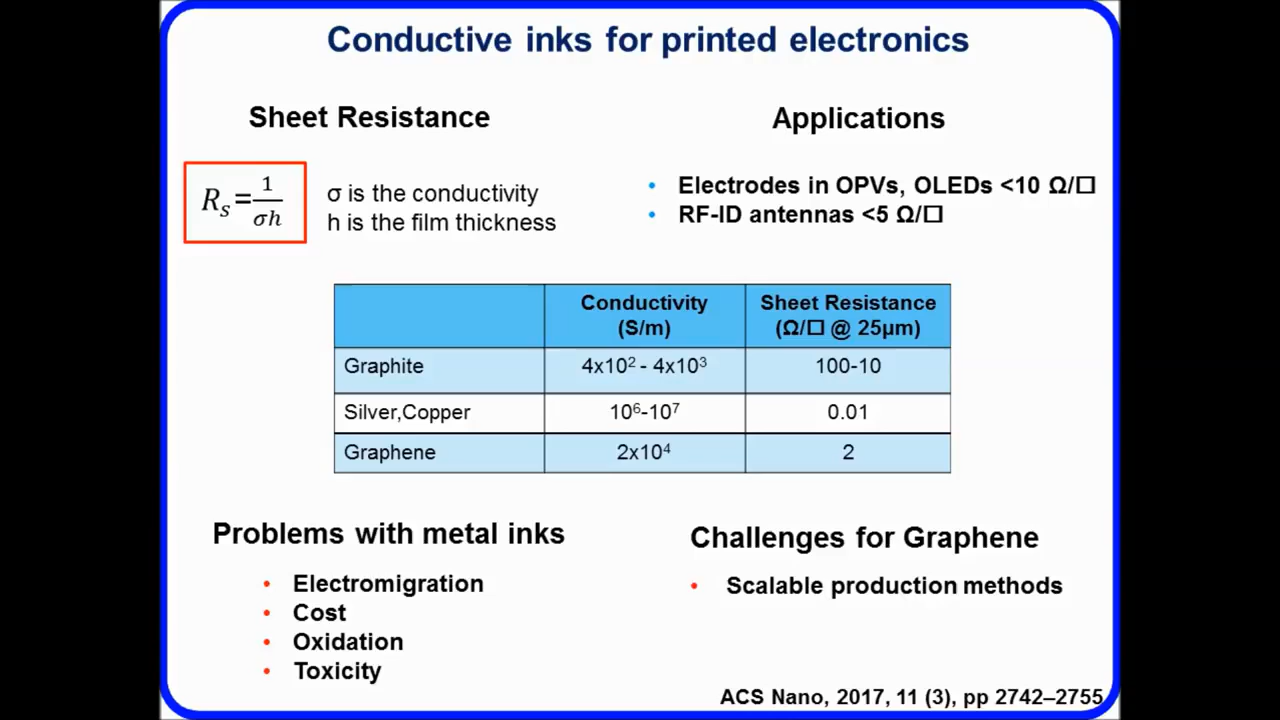 Conductive inks for printed electronics
Sheet Resistance
R_s=1/σh
σ is the conductivity
h is the film thickness
Applications
• Electrodes in OPVs, OLEDs <10 Ω/□
• RF-ID antennas <5 Ω/□
Conductivity (S/m) Sheet Resistance (Ω/□ @ 25µm)
Graphite 4x10² - 4x10³ 100-10
Silver,Copper 10⁶-10⁷ 0.01
Graphene 2x10⁴ 2
Problems with metal inks
• Electromigration
• Cost
• Oxidation
• Toxicity
Challenges for Graphene
• Scalable production methods
ACS Nano, 2017, 11 (3), pp 2742–2755